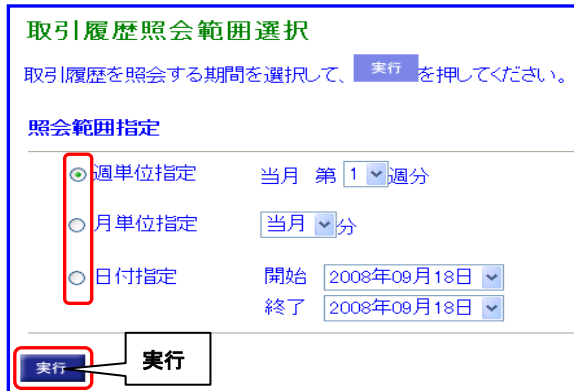 取引履歴照会範囲選択
取引履歴を照会する期間を選択して、 実行 を押してください。
照会範囲指定
週単位指定 当月 第 1 週分
月単位指定 当月 分
日付指定 開始 2008年09月18日
終了 2008年09月18日
実行 実行